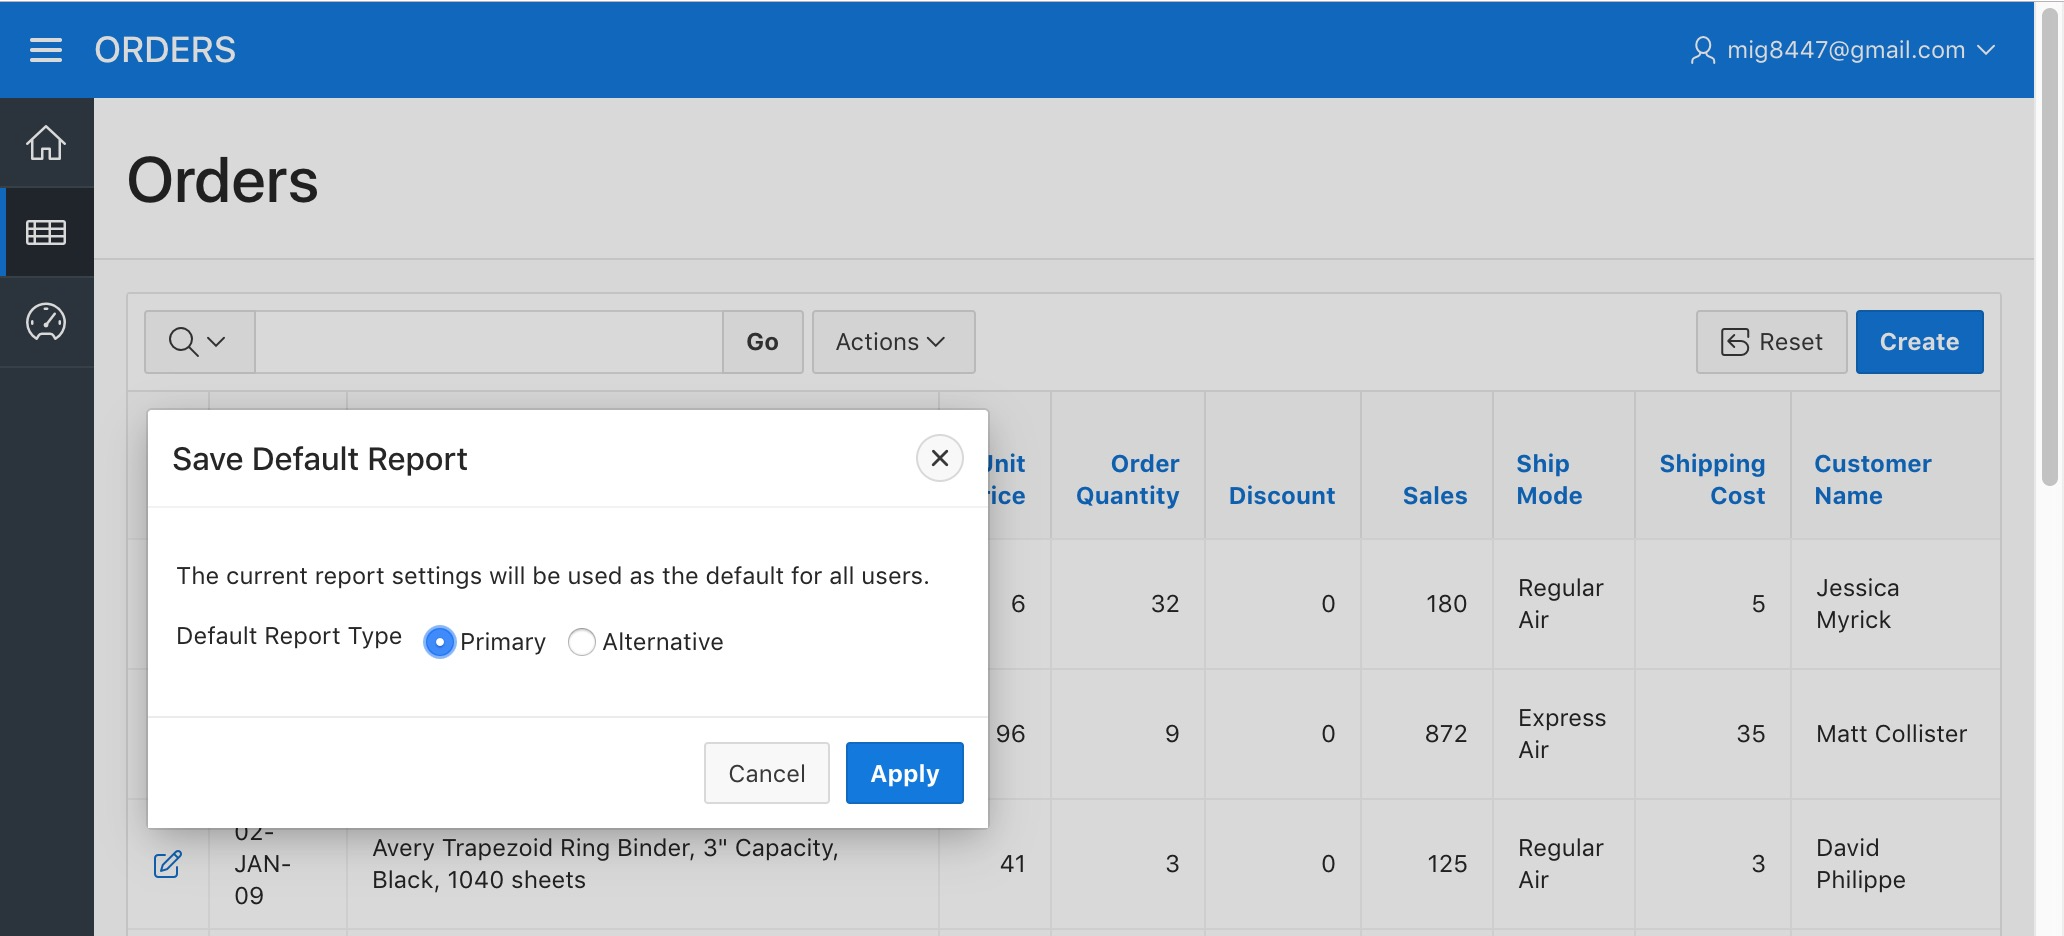 ORDERS
mig8447@gmail.com
Orders
Go
Actions
Reset
Create
Save Default Report
The current report settings will be used as the default for all users.
Default Report Type
Primary
Alternative
Cancel
Apply
Order
Quantity
Discount
Sales
Ship
Mode
Shipping
Cost
Customer
Name
6
32
0
180
Regular
Air
5
Jessica
Myrick
96
9
0
872
Express
Air
35
Matt Collister
02-
JAN-
09
Avery Trapezoid Ring Binder, 3" Capacity,
Black, 1040 sheets
41
3
0
125
Regular
Air
3
David
Philippe